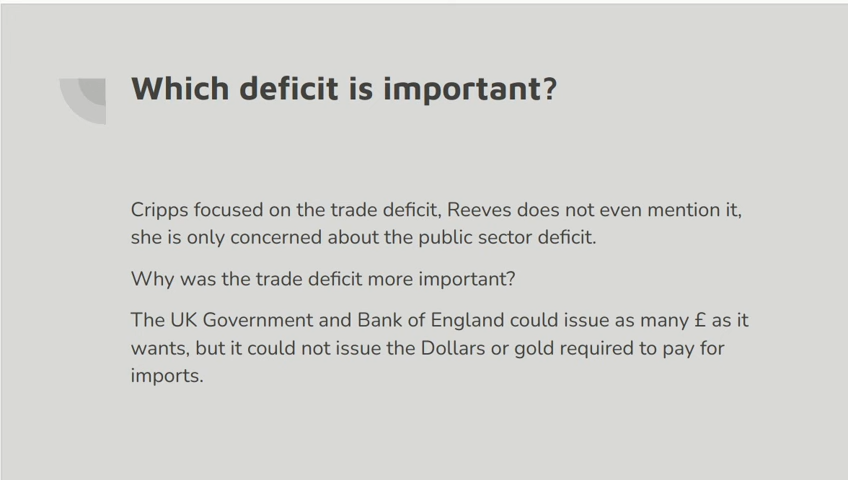 Which deficit is important?
Cripps focused on the trade deficit, Reeves does not even mention it,
she is only concerned about the public sector deficit.
Why was the trade deficit more important?
The UK Government and Bank of England could issue as many £ as it
wants, but it could not issue the Dollars or gold required to pay for
imports.